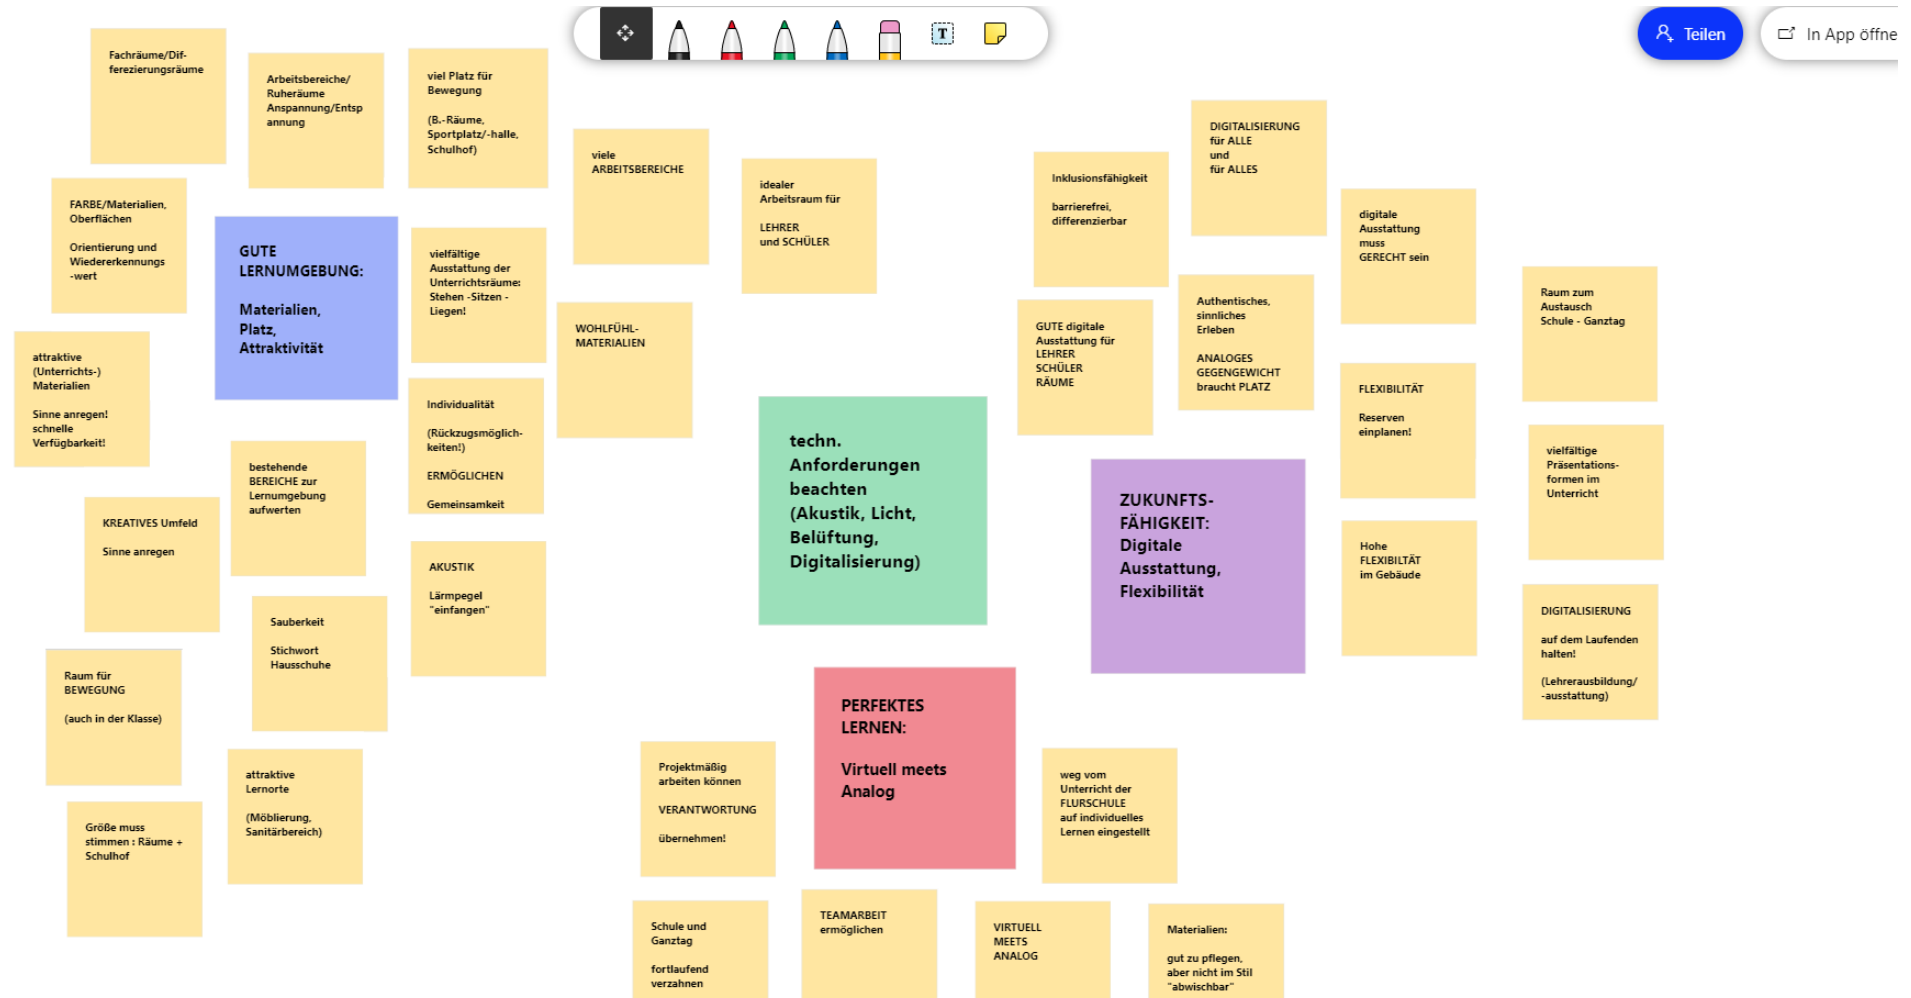 T
Teilen
In App öffne
Fachräume/Dif-
ferezierungsräume
Arbeitsbereiche/
Ruheräume
Anspannung/Entsp
annung
viel Platz für
Bewegung
(B.-Räume,
Sportplatz/-halle,
Schulhof)
viele
ARBEITSBEREICHE
idealer
Arbeitsraum für
LEHRER
und SCHÜLER
FARBE/Materialien,
Oberflächen
Orientierung und
Wiedererkennungs
-wert
GUTE
LERNUMGEBUNG:
Materialien,
Platz,
Attraktivität
vielfältige
Ausstattung der
Unterrichtsräume:
Stehen -Sitzen -
Liegen!
WOHLFÜHL-
MATERIALIEN
attraktive
(Unterrichts-)
Materialien
Sinne anregen!
schnelle
Verfügbarkeit!
Individualität
(Rückzugsmöglich-
keiten!)
ERMÖGLICHEN
Gemeinsamkeit
bestehende
BEREICHE zur
Lernumgebung
aufwerten
KREATIVES Umfeld
Sinne anregen
AKUSTIK
Lärmpegel
"einfangen"
Sauberkeit
Stichwort
Hausschuhe
Raum für
BEWEGUNG
(auch in der Klasse)
attraktive
Lernorte
(Möblierung,
Sanitärbereich)
Größe muss
stimmen : Räume +
Schulhof
techn.
Anforderungen
beachten
(Akustik, Licht,
Belüftung,
Digitalisierung)
DIGITALISIERUNG
für ALLE
und
für ALLES
Inklusionsfähigkeit
barrierefrei,
differenzierbar
digitale
Ausstattung
muss
GERECHT sein
GUTE digitale
Ausstattung für
LEHRER
SCHÜLER
RÄUME
Authentisches,
sinnliches
Erleben
ANALOGES
GEGENGEWICHT
braucht PLATZ
Raum zum
Austausch
Schule - Ganztag
FLEXIBILITÄT
Reserven
einplanen!
vielfältige
Präsentations-
formen im
Unterricht
ZUKUNFTS-
FÄHIGKEIT:
Digitale
Ausstattung,
Flexibilität
Hohe
FLEXIBILTÄT
im Gebäude
DIGITALISIERUNG
auf dem Laufenden
halten!
(Lehrerausbildung/
-ausstattung)
PERFEKTES
LERNEN:
Virtuell meets
Analog
Projektmäßig
arbeiten können
VERANTWORTUNG
übernehmen!
weg vom
Unterricht der
FLURSCHULE
auf individuelles
Lernen eingestellt
Schule und
Ganztag
fortlaufend
verzahnen
TEAMARBEIT
ermöglichen
VIRTUELL
MEETS
ANALOG
Materialien:
gut zu pflegen,
aber nicht im Stil
"abwischbar"